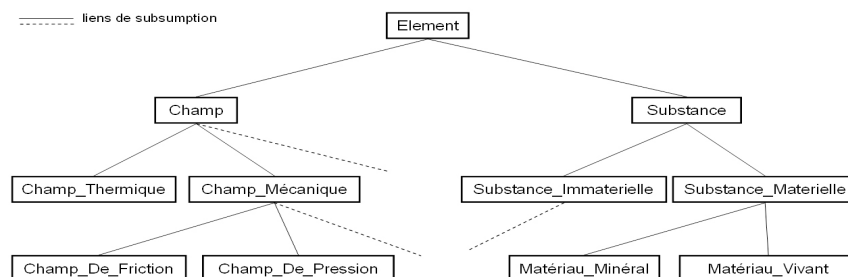 liens de subsumption
Element
Champ
Substance
Champ_Thermique
Champ_Mécanique
Substance_Immaterielle
Substance_Materielle
Champ_De_Friction
Champ_De_Pression
Matériau_Minéral
Matériau_Vivant